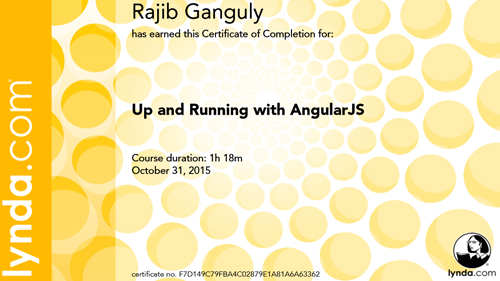 Rajib Ganguly
has earned this Certificate of Completion for:
Up and Running with AngularJS
Course duration: 1h 18m
October 31, 2015
certificate no. F7D149C79FBA4C02879E1A81A6A63362
lynda.com
lynda.com